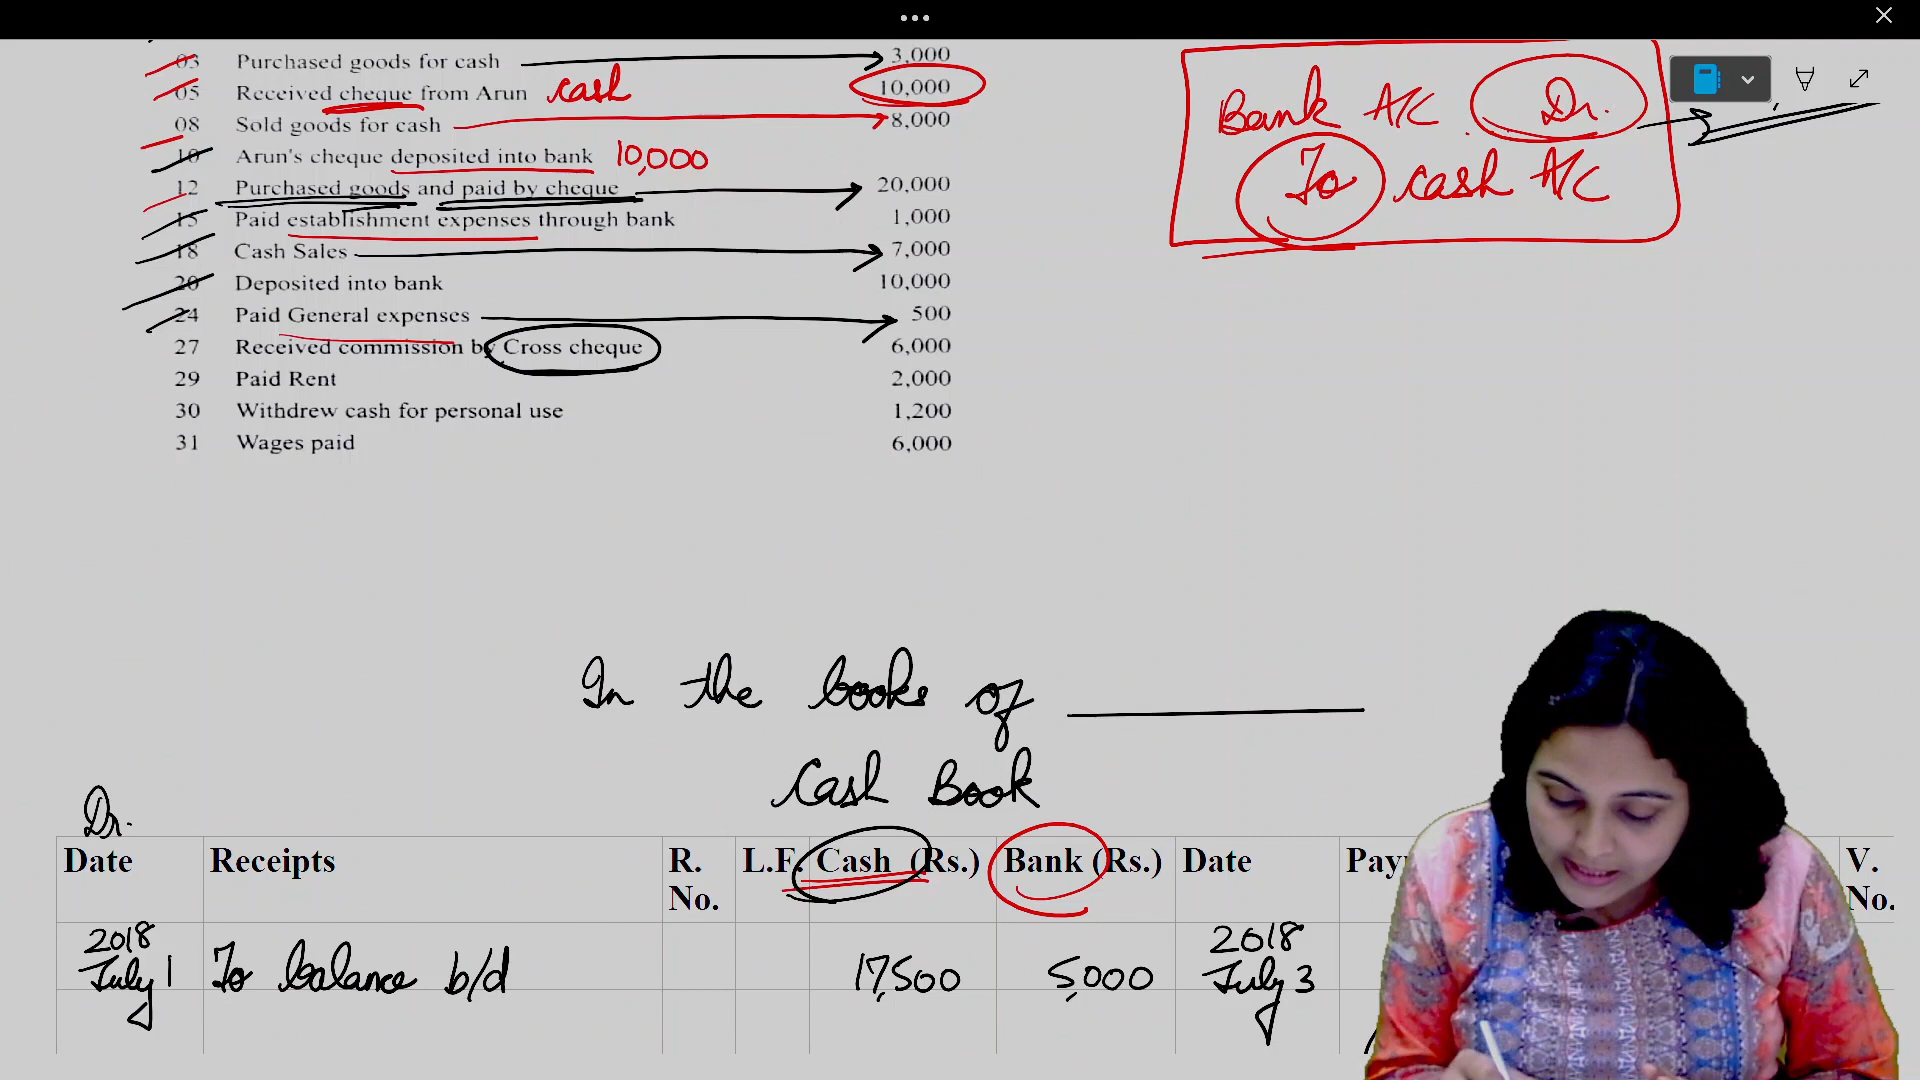 03 Purchased goods for cash 3,000
05 Received cheque from Arun cash 10,000
08 Sold goods for cash 8,000
10 Arun's cheque deposited into bank 10,000
12 Purchased goods and paid by cheque 20,000
15 Paid establishment expenses through bank 1,000
18 Cash Sales 7,000
20 Deposited into bank 10,000
24 Paid General expenses 500
27 Received commission by Cross cheque 6,000
29 Paid Rent 2,000
30 Withdrew cash for personal use 1,200
31 Wages paid 6,000
Bank A/c Dr.
To cash A/c
In the books of
Cash Book
Dr.
Date Receipts R. No. L.F. Cash (Rs.) Bank (Rs.) Date V. No.
2018 July 1 To balance b/d 17,500 5,000 2018 July 3